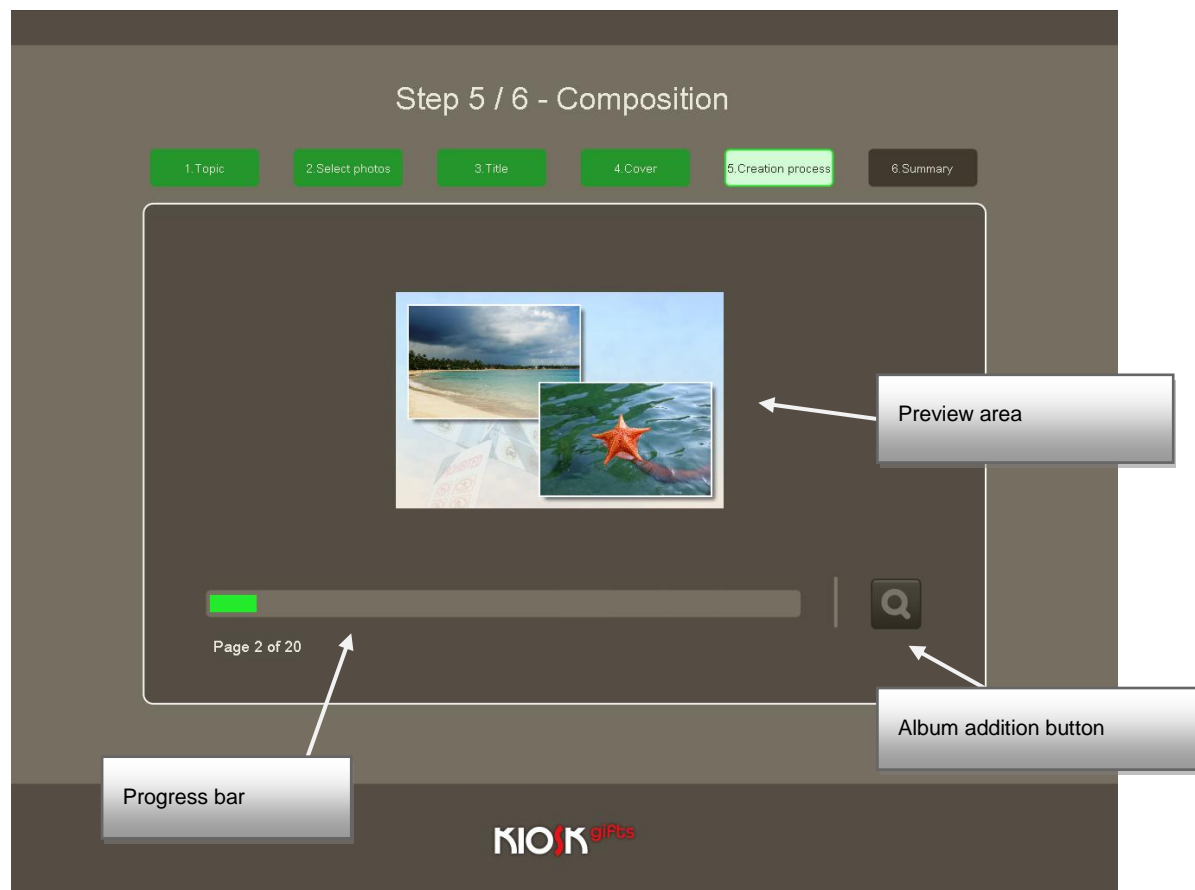 Step 5 / 6 - Composition
1.Topic
2.Select photos
3.Title
4.Cover
5.Creation process
6.Summary
Preview area
Page 2 of 20
Album addition button
Progress bar
KIOSK gifts